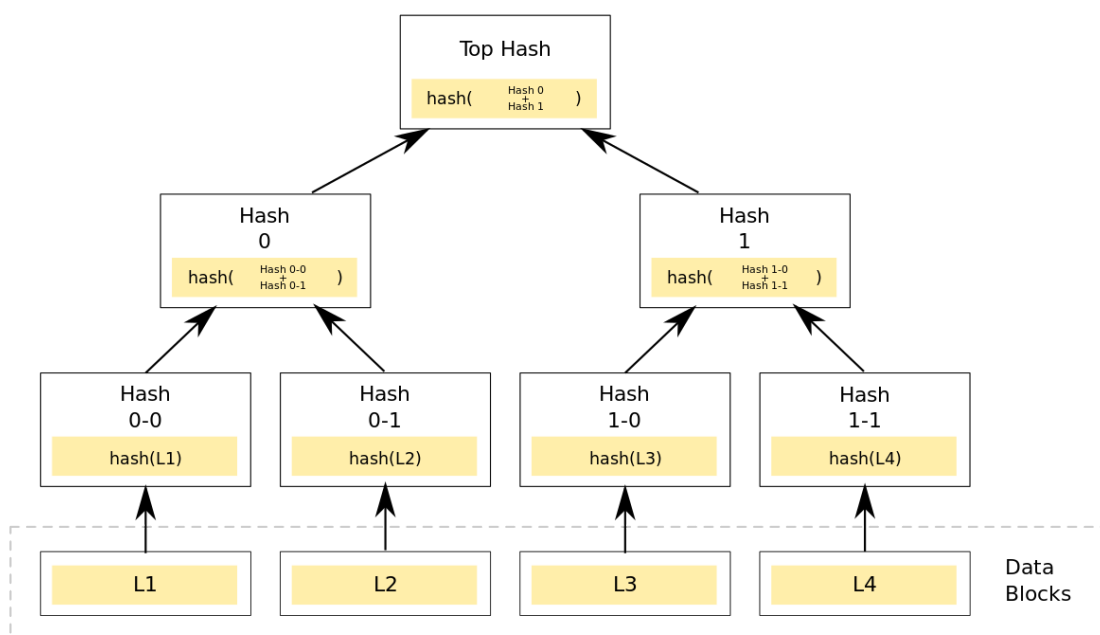 Top Hash
hash( Hash 0 + Hash 1 )
Hash
0
hash( Hash 0-0 + Hash 0-1 )
Hash
1
hash( Hash 1-0 + Hash 1-1 )
Hash
0-0
hash(L1)
Hash
0-1
hash(L2)
Hash
1-0
hash(L3)
Hash
1-1
hash(L4)
L1
L2
L3
L4
Data
Blocks